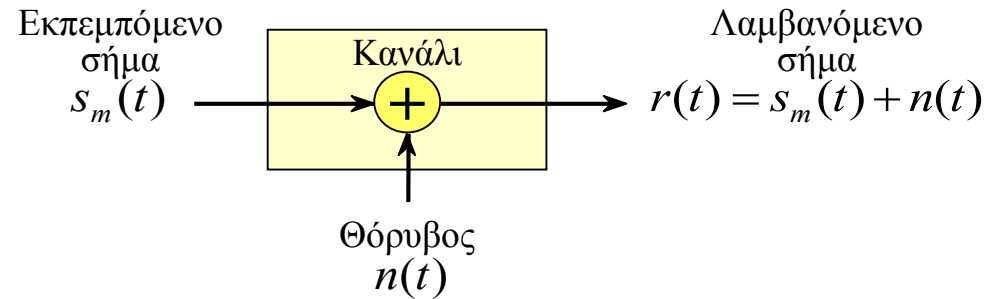 Εκπεμπόμενο
σήμα
s_m(t)
Κανάλι
+
Λαμβανόμενο
σήμα
r(t) = s_m(t) + n(t)
Θόρυβος
n(t)